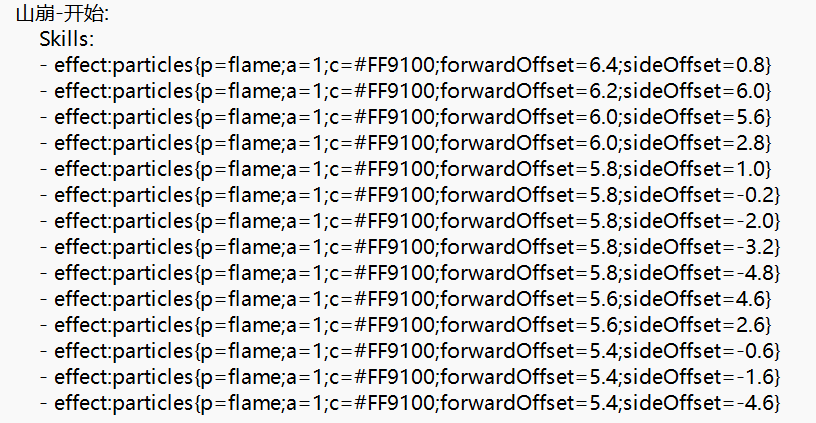 山崩-开始:
Skills:
- effect:particles{p=flame;a=1;c=#FF9100;forwardOffset=6.4;sideOffset=0.8}
- effect:particles{p=flame;a=1;c=#FF9100;forwardOffset=6.2;sideOffset=6.0}
- effect:particles{p=flame;a=1;c=#FF9100;forwardOffset=6.0;sideOffset=5.6}
- effect:particles{p=flame;a=1;c=#FF9100;forwardOffset=6.0;sideOffset=2.8}
- effect:particles{p=flame;a=1;c=#FF9100;forwardOffset=5.8;sideOffset=1.0}
- effect:particles{p=flame;a=1;c=#FF9100;forwardOffset=5.8;sideOffset=-0.2}
- effect:particles{p=flame;a=1;c=#FF9100;forwardOffset=5.8;sideOffset=-2.0}
- effect:particles{p=flame;a=1;c=#FF9100;forwardOffset=5.8;sideOffset=-3.2}
- effect:particles{p=flame;a=1;c=#FF9100;forwardOffset=5.8;sideOffset=-4.8}
- effect:particles{p=flame;a=1;c=#FF9100;forwardOffset=5.6;sideOffset=4.6}
- effect:particles{p=flame;a=1;c=#FF9100;forwardOffset=5.6;sideOffset=2.6}
- effect:particles{p=flame;a=1;c=#FF9100;forwardOffset=5.4;sideOffset=-0.6}
- effect:particles{p=flame;a=1;c=#FF9100;forwardOffset=5.4;sideOffset=-1.6}
- effect:particles{p=flame;a=1;c=#FF9100;forwardOffset=5.4;sideOffset=-4.6}